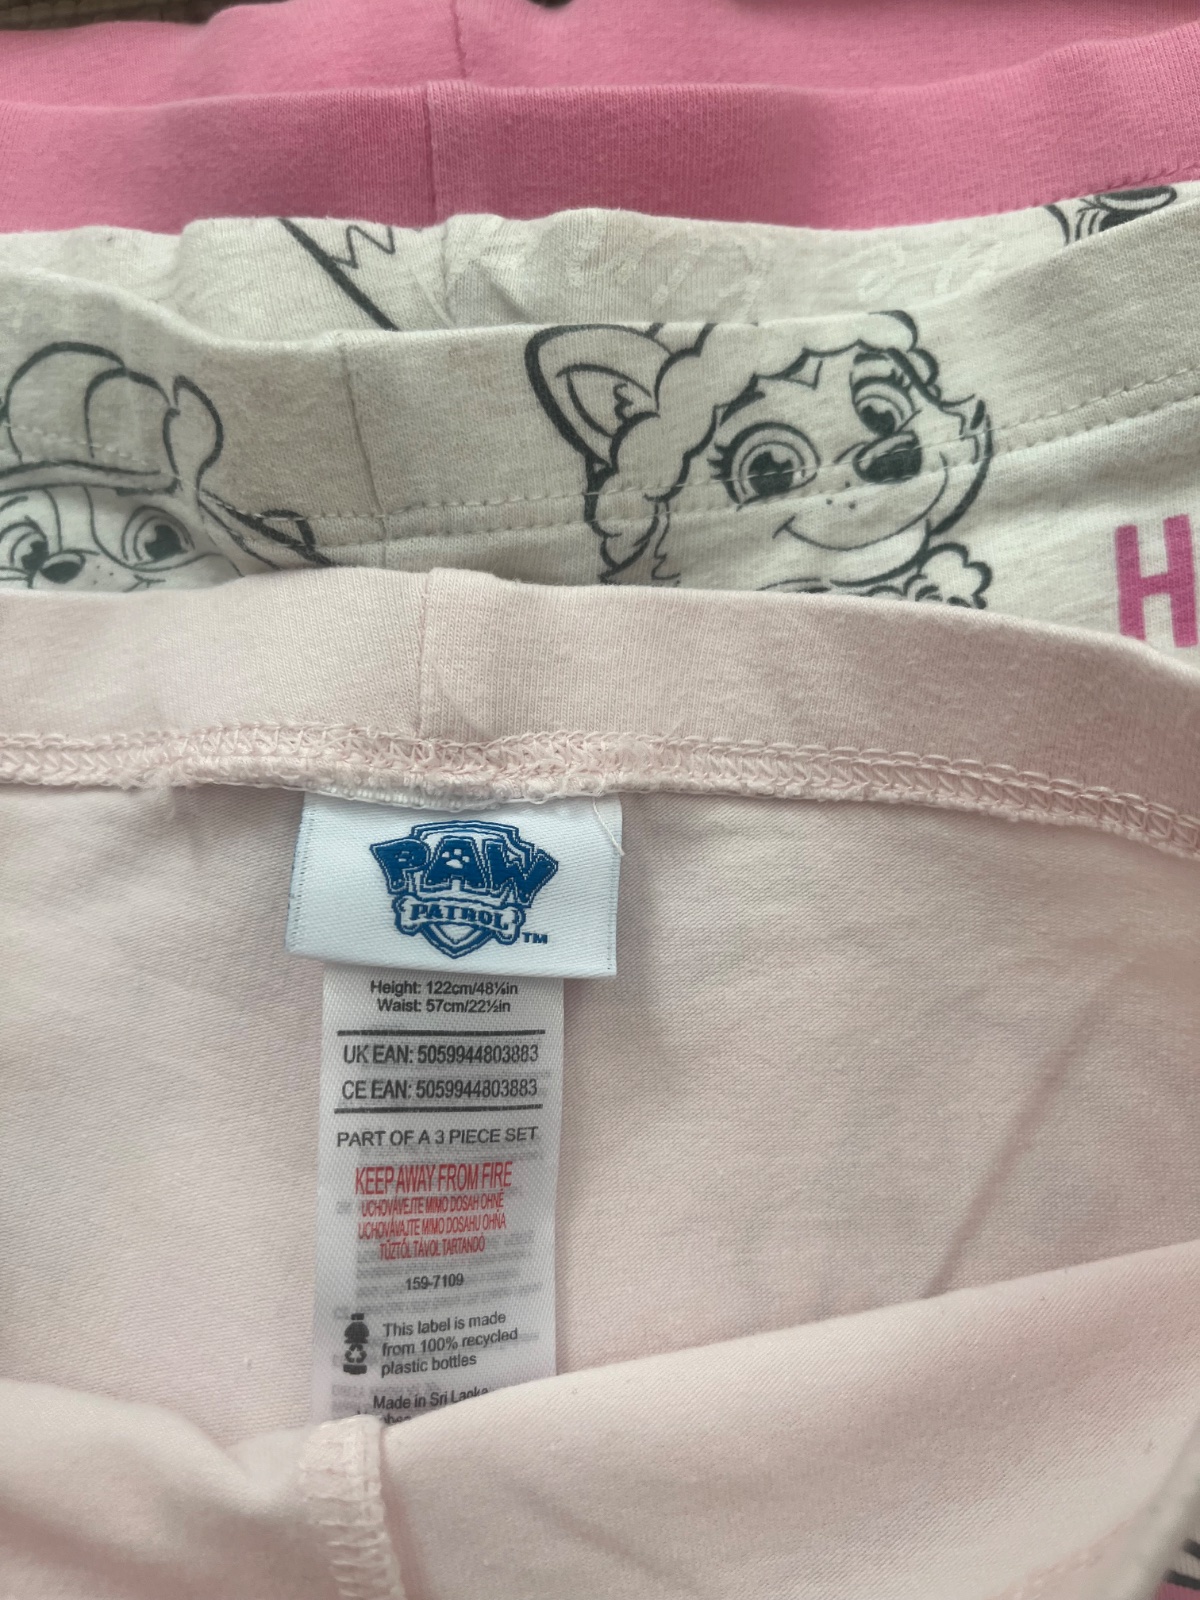 H
PAW
PATROL
TM
Height: 122cm/48⅛in
Waist: 57cm/22½in
UK EAN: 5059944803883
CE EAN: 5059944803883
PART OF A 3 PIECE SET
KEEP AWAY FROM FIRE
UCHOVÁVEJTE MIMO DOSAH OHNĚ
UCHOVÁVAJTE MIMO DOSAHU OHŇA
TŰZTŐL TÁVOL TARTANDÓ
159-7109
This label is made
from 100% recycled
plastic bottles
Made in Sri Lanka